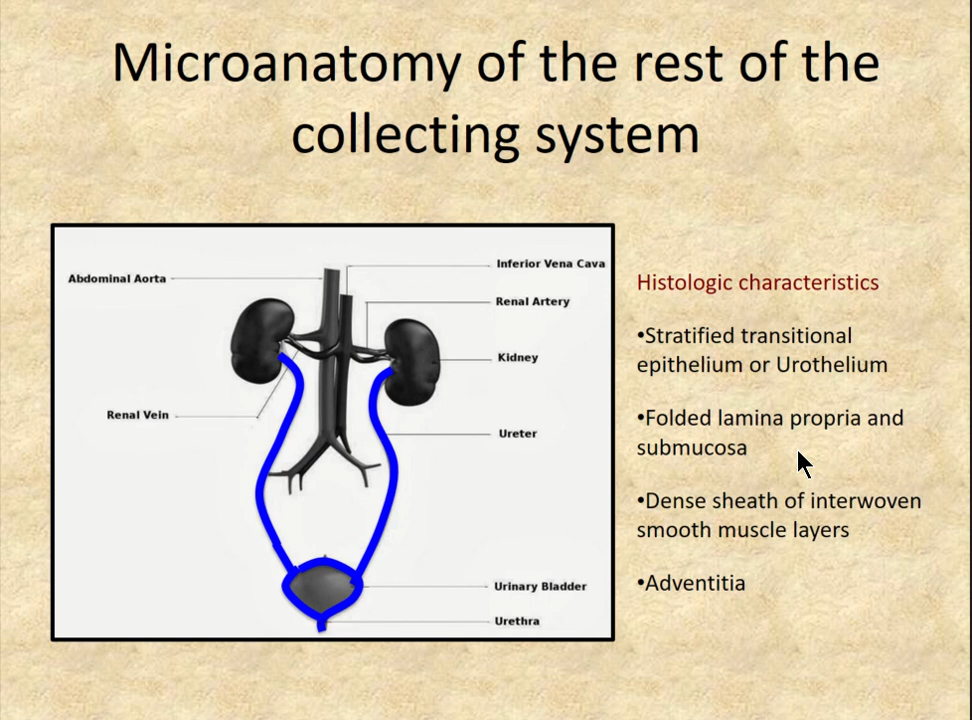 Microanatomy of the rest of the
collecting system
Abdominal Aorta
Inferior Vena Cava
Renal Artery
Kidney
Renal Vein
Ureter
Urinary Bladder
Urethra
Histologic characteristics
•Stratified transitional
epithelium or Urothelium
•Folded lamina propria and
submucosa
•Dense sheath of interwoven
smooth muscle layers
•Adventitia